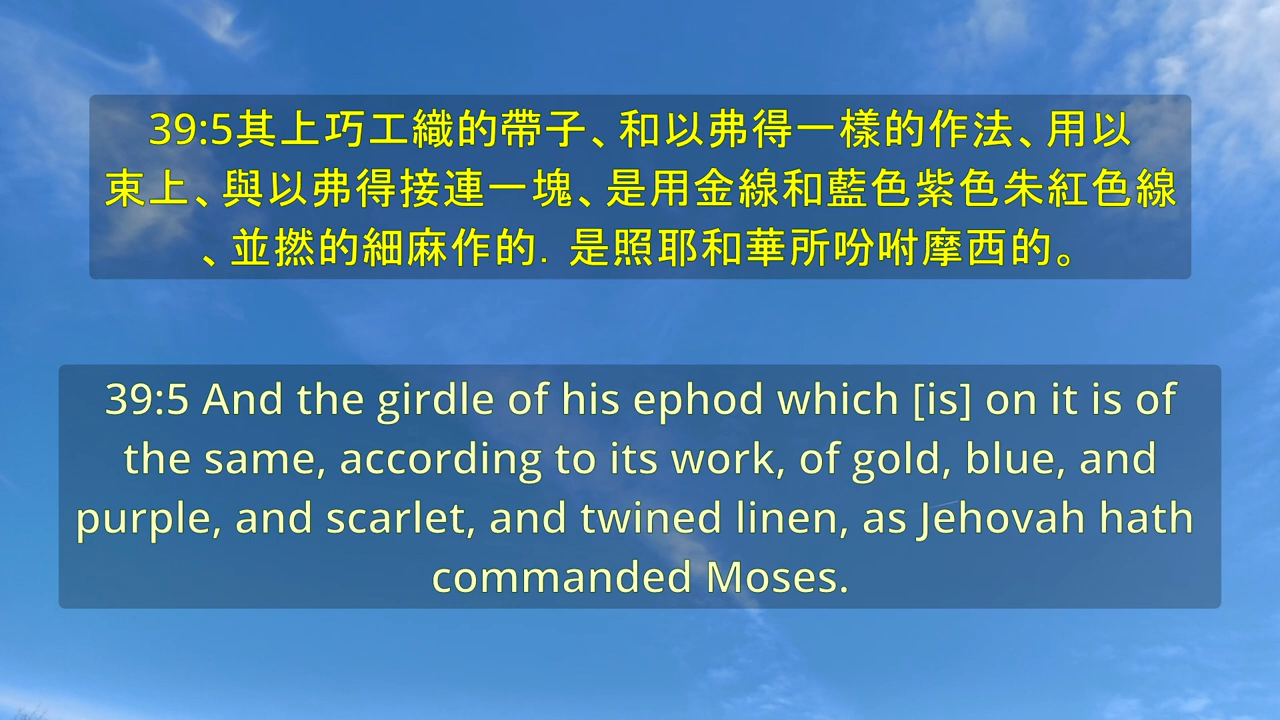 39:5其上巧工織的帶子、和以弗得一樣的作法、用以
束上、與以弗得接連一塊、是用金線和藍色紫色朱紅色線
、並撚的細麻作的．是照耶和華所吩咐摩西的。
39:5 And the girdle of his ephod which [is] on it is of
the same, according to its work, of gold, blue, and
purple, and scarlet, and twined linen, as Jehovah hath
commanded Moses.